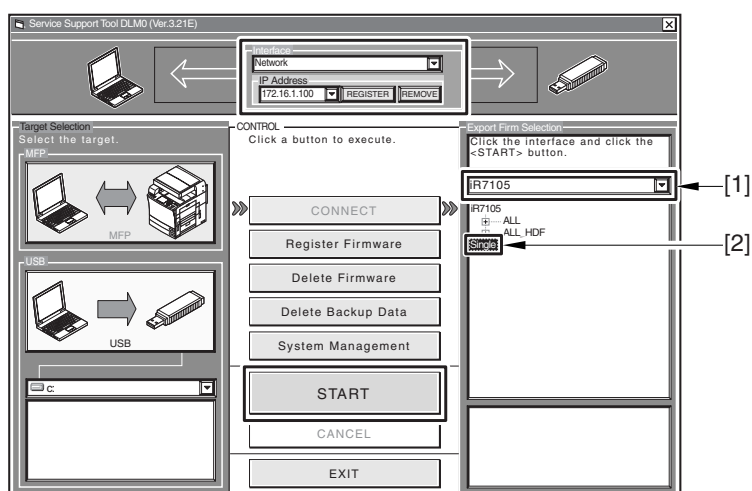 Service Support Tool DLM0 (Ver.3.21E)
Interface
Network
IP Address
172.16.1.100
REGISTER
REMOVE
Target Selection
Select the target.
MFP
MFP
USB
USB
C:
CONTROL
Click a button to execute.
CONNECT
Register Firmware
Delete Firmware
Delete Backup Data
System Management
START
CANCEL
EXIT
Export Firm Selection
Click the interface and click the
<START> button.
iR7105
[1]
iR7105
ALL
ALL_HDF
Single
[2]